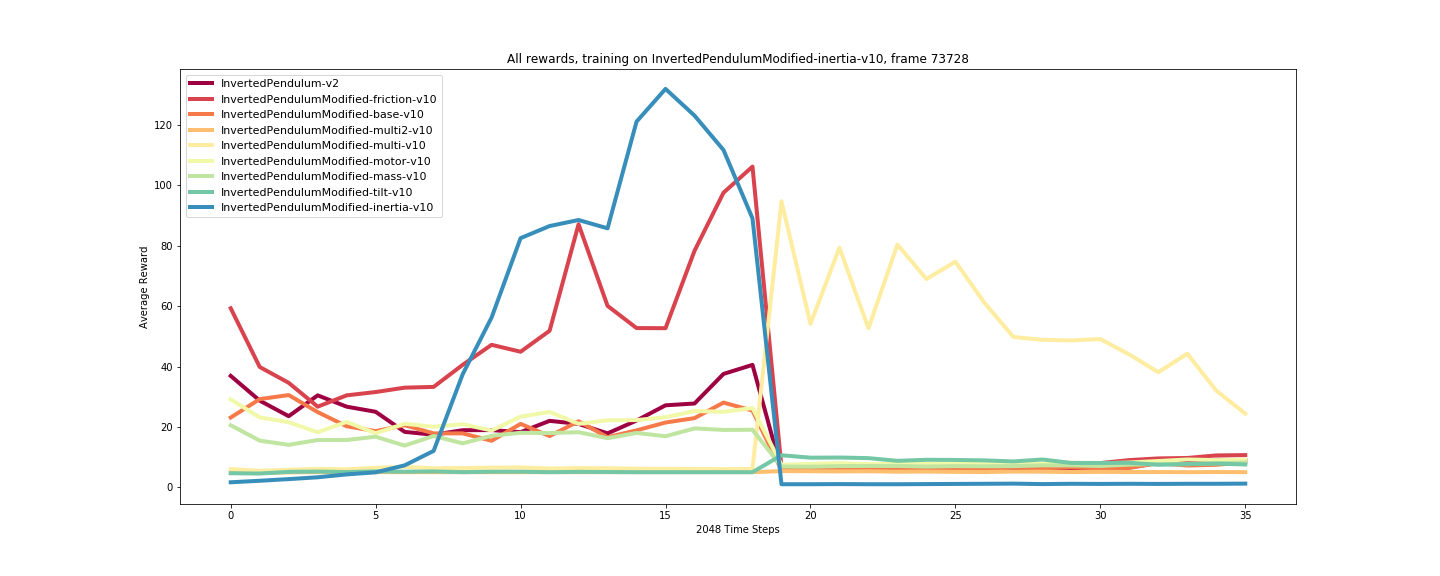 All rewards, training on InvertedPendulumModified-inertia-v10, frame 73728
InvertedPendulum-v2
InvertedPendulumModified-friction-v10
InvertedPendulumModified-base-v10
InvertedPendulumModified-multi2-v10
InvertedPendulumModified-multi-v10
InvertedPendulumModified-motor-v10
InvertedPendulumModified-mass-v10
InvertedPendulumModified-tilt-v10
InvertedPendulumModified-inertia-v10
Average Reward
120
100
80
60
40
20
0
0 5 10 15 20 25 30 35
2048 Time Steps